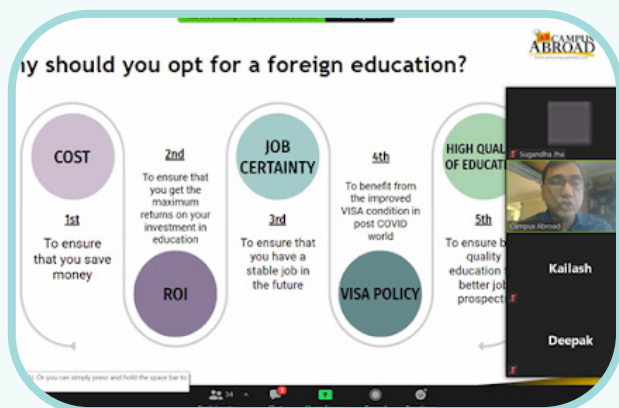 CAMPUS
ABROAD
ny should you opt for a foreign education?
COST
1st
To ensure
that you save
money
2nd
To ensure that
you get the
maximum
returns on your
investment in
education
ROI
JOB
CERTAINTY
3rd
To ensure that
you have a
stable job in
the future
4th
To benefit from
the improved
VISA condition in
post COVID
world
VISA POLICY
HIGH QUAL
OF EDUCAT
5th
To ensure b
quality
education
better job
prospect
Sugandha Jha
Campus Abroad
Kailash
Deepak
Or you can simply press and hold the space bar to
34